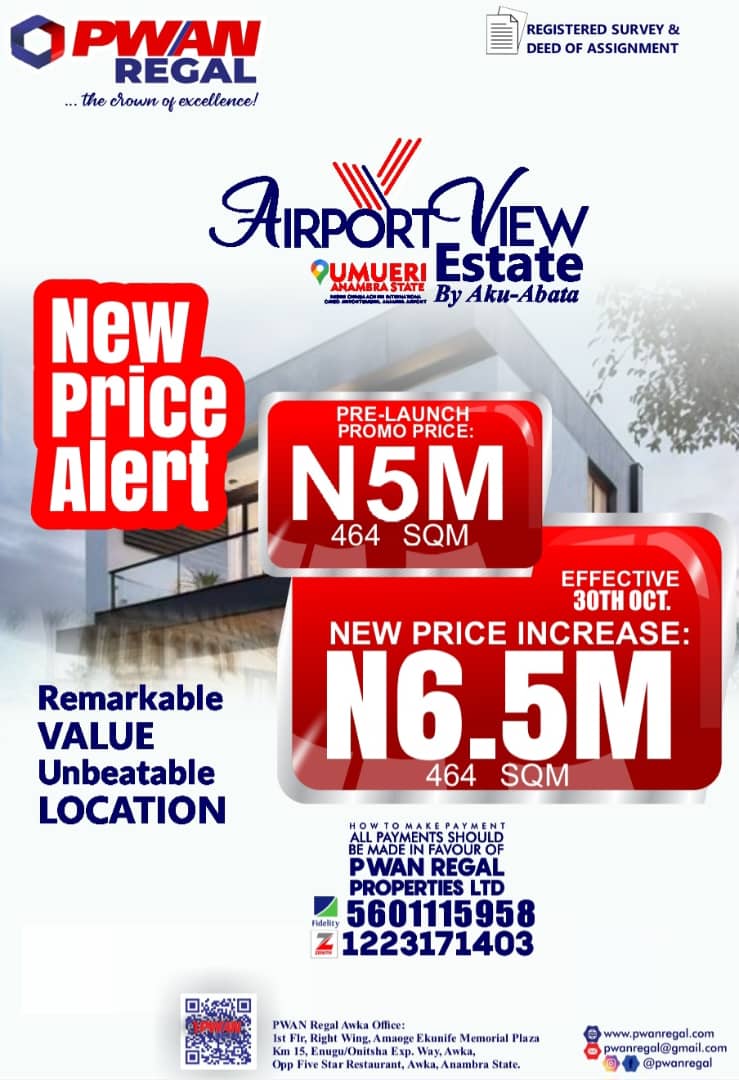 PWAN
REGAL
... the crown of excellence!
REGISTERED SURVEY &
DEED OF ASSIGNMENT
AIRPORT VIEW
Estate
By Aku-Abata
UMUERI
ANAMBRA STATE
New
Price
Alert
PRE-LAUNCH
PROMO PRICE:
N5M
464 SQM
EFFECTIVE
30TH OCT.
NEW PRICE INCREASE:
N6.5M
464 SQM
Remarkable
VALUE
Unbeatable
LOCATION
HOW TO MAKE PAYMENT
ALL PAYMENTS SHOULD
BE MADE IN FAVOUR OF
PWAN REGAL
PROPERTIES LTD
Fidelity
5601115958
ZENITH
1223171403
PWAN Regal Awka Office:
1st Flr, Right Wing, Amaoge Ekunife Memorial Plaza
Km 15, Enugu/Onitsha Exp. Way, Awka,
Opp Five Star Restaurant, Awka, Anambra State.
www.pwanregal.com
pwanregal@gmail.com
@pwanregal